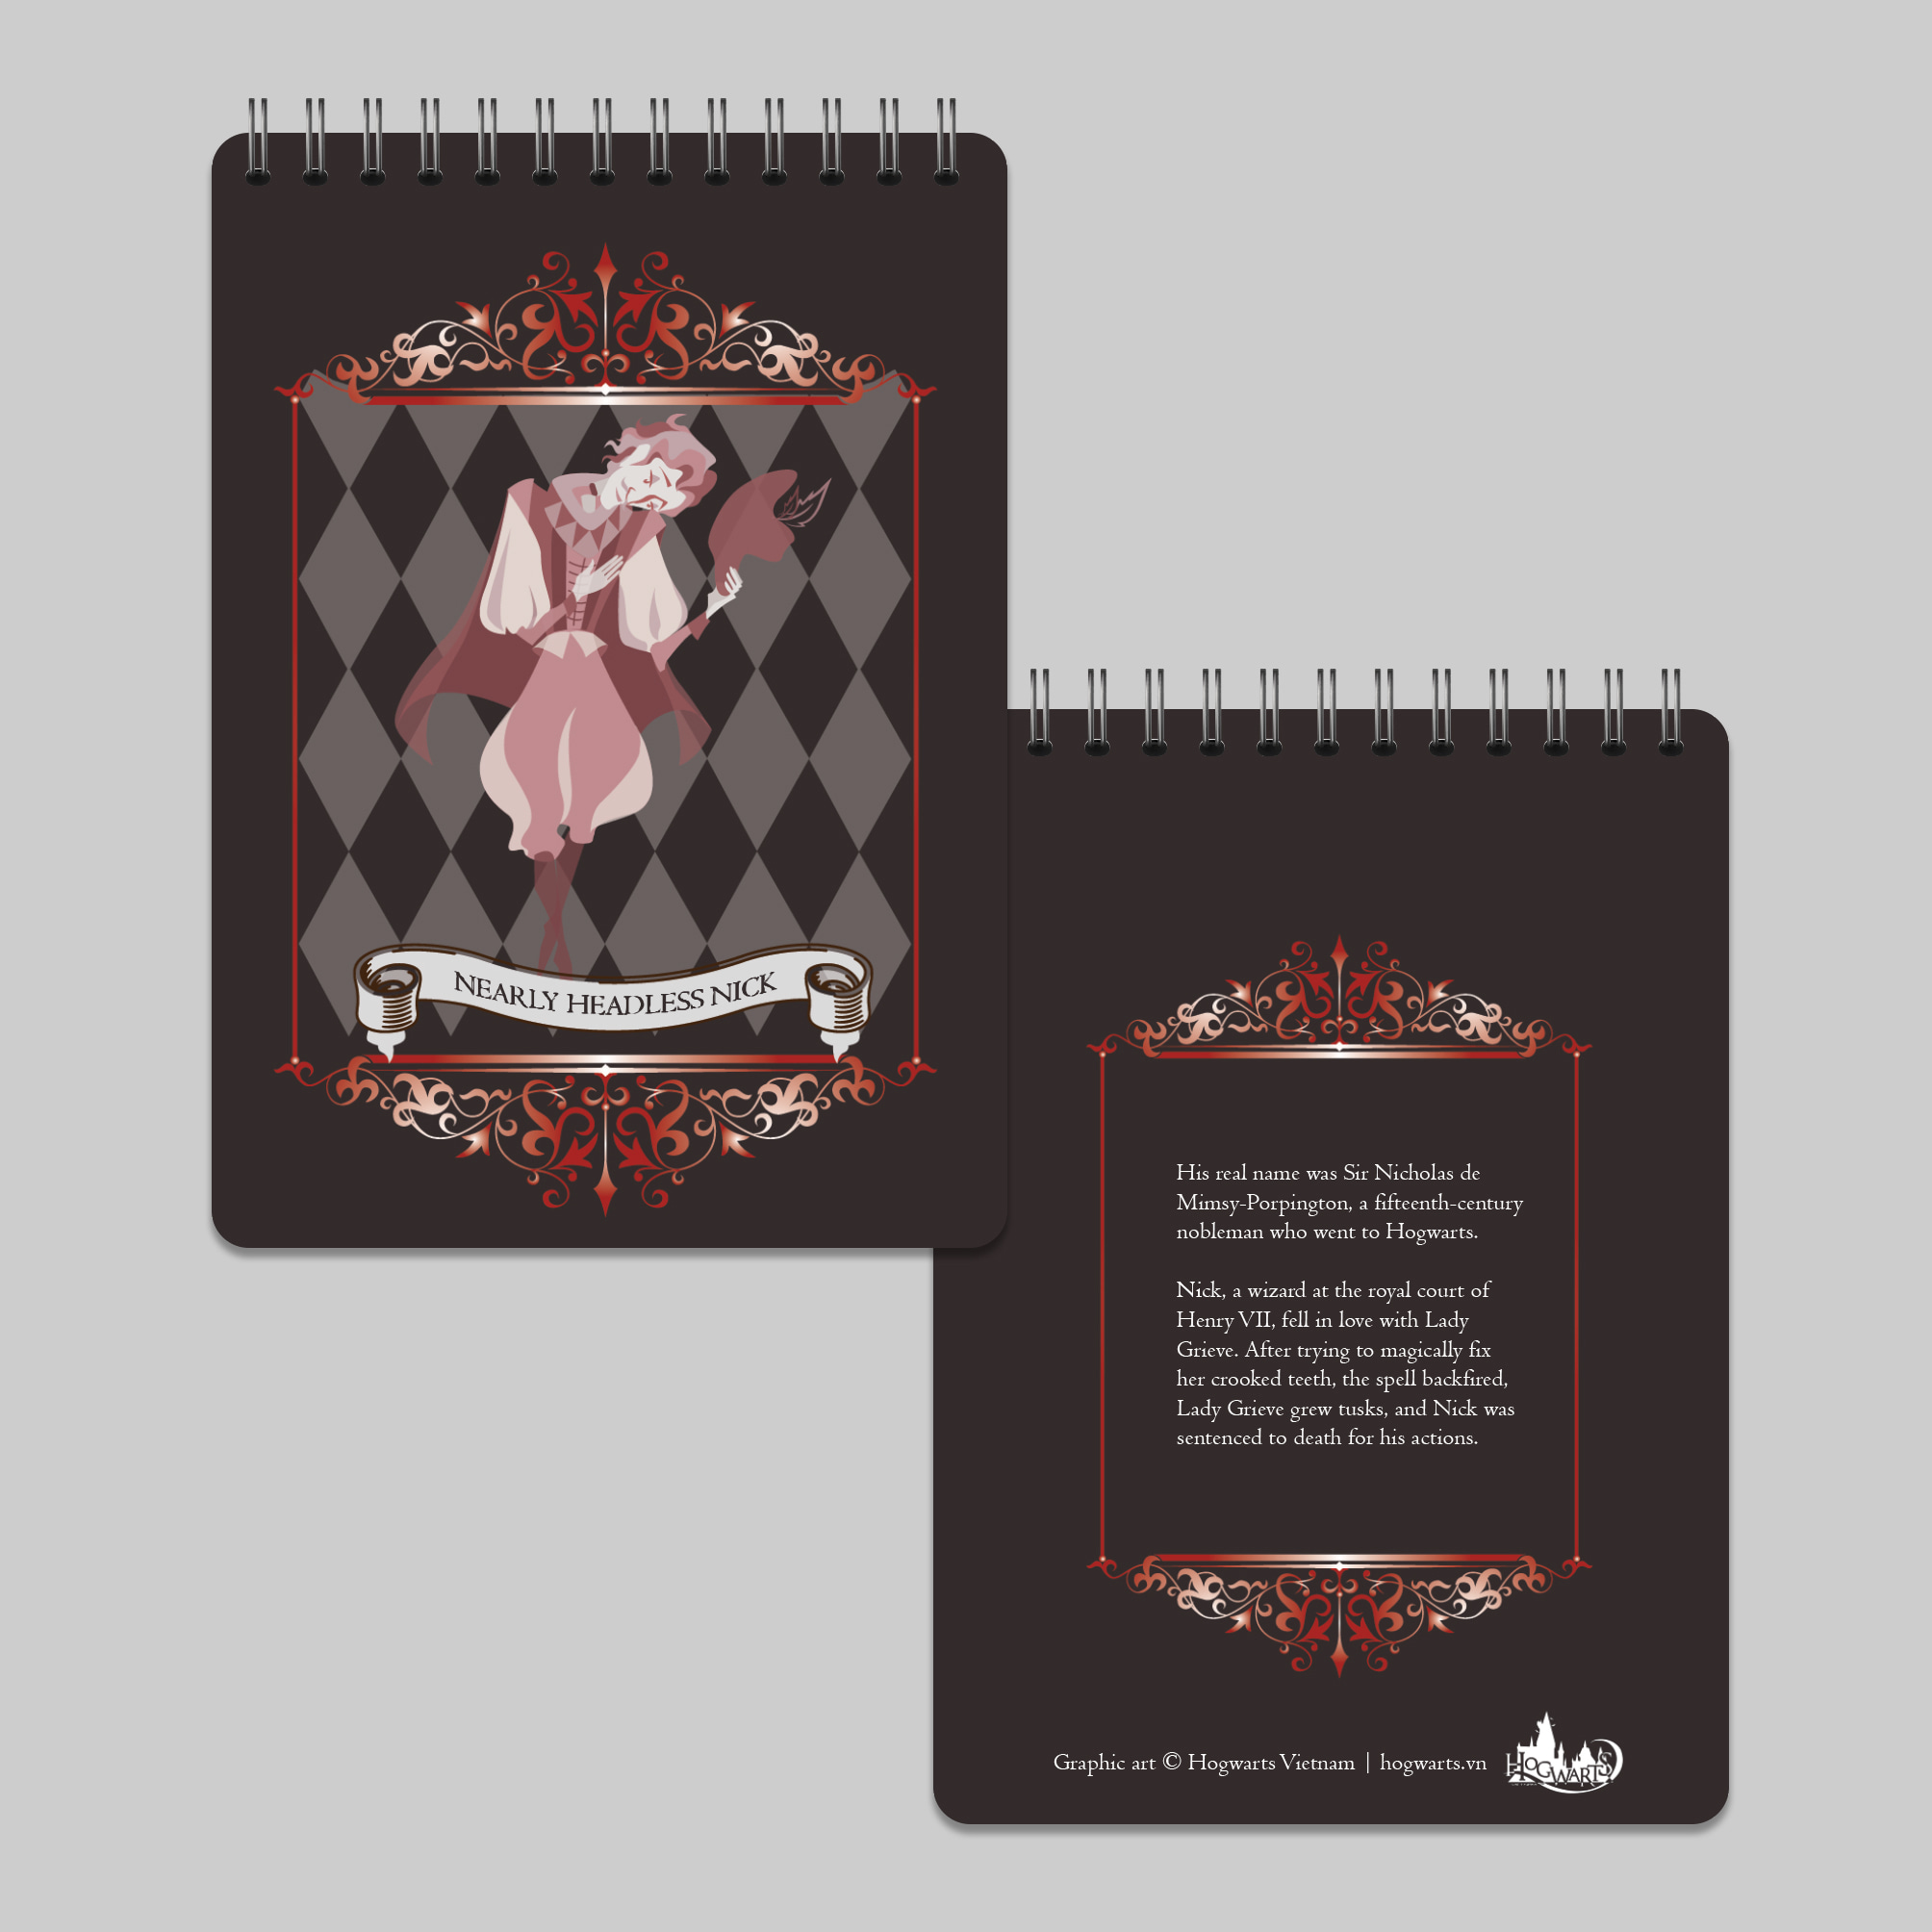 NEARLY HEADLESS NICK
His real name was Sir Nicholas de
Mimsy-Porpington, a fifteenth-century
nobleman who went to Hogwarts.
Nick, a wizard at the royal court of
Henry VII, fell in love with Lady
Grieve. After trying to magically fix
her crooked teeth, the spell backfired,
Lady Grieve grew tusks, and Nick was
sentenced to death for his actions.
Graphic art © Hogwarts Vietnam | hogwarts.vn
HOGWARTS